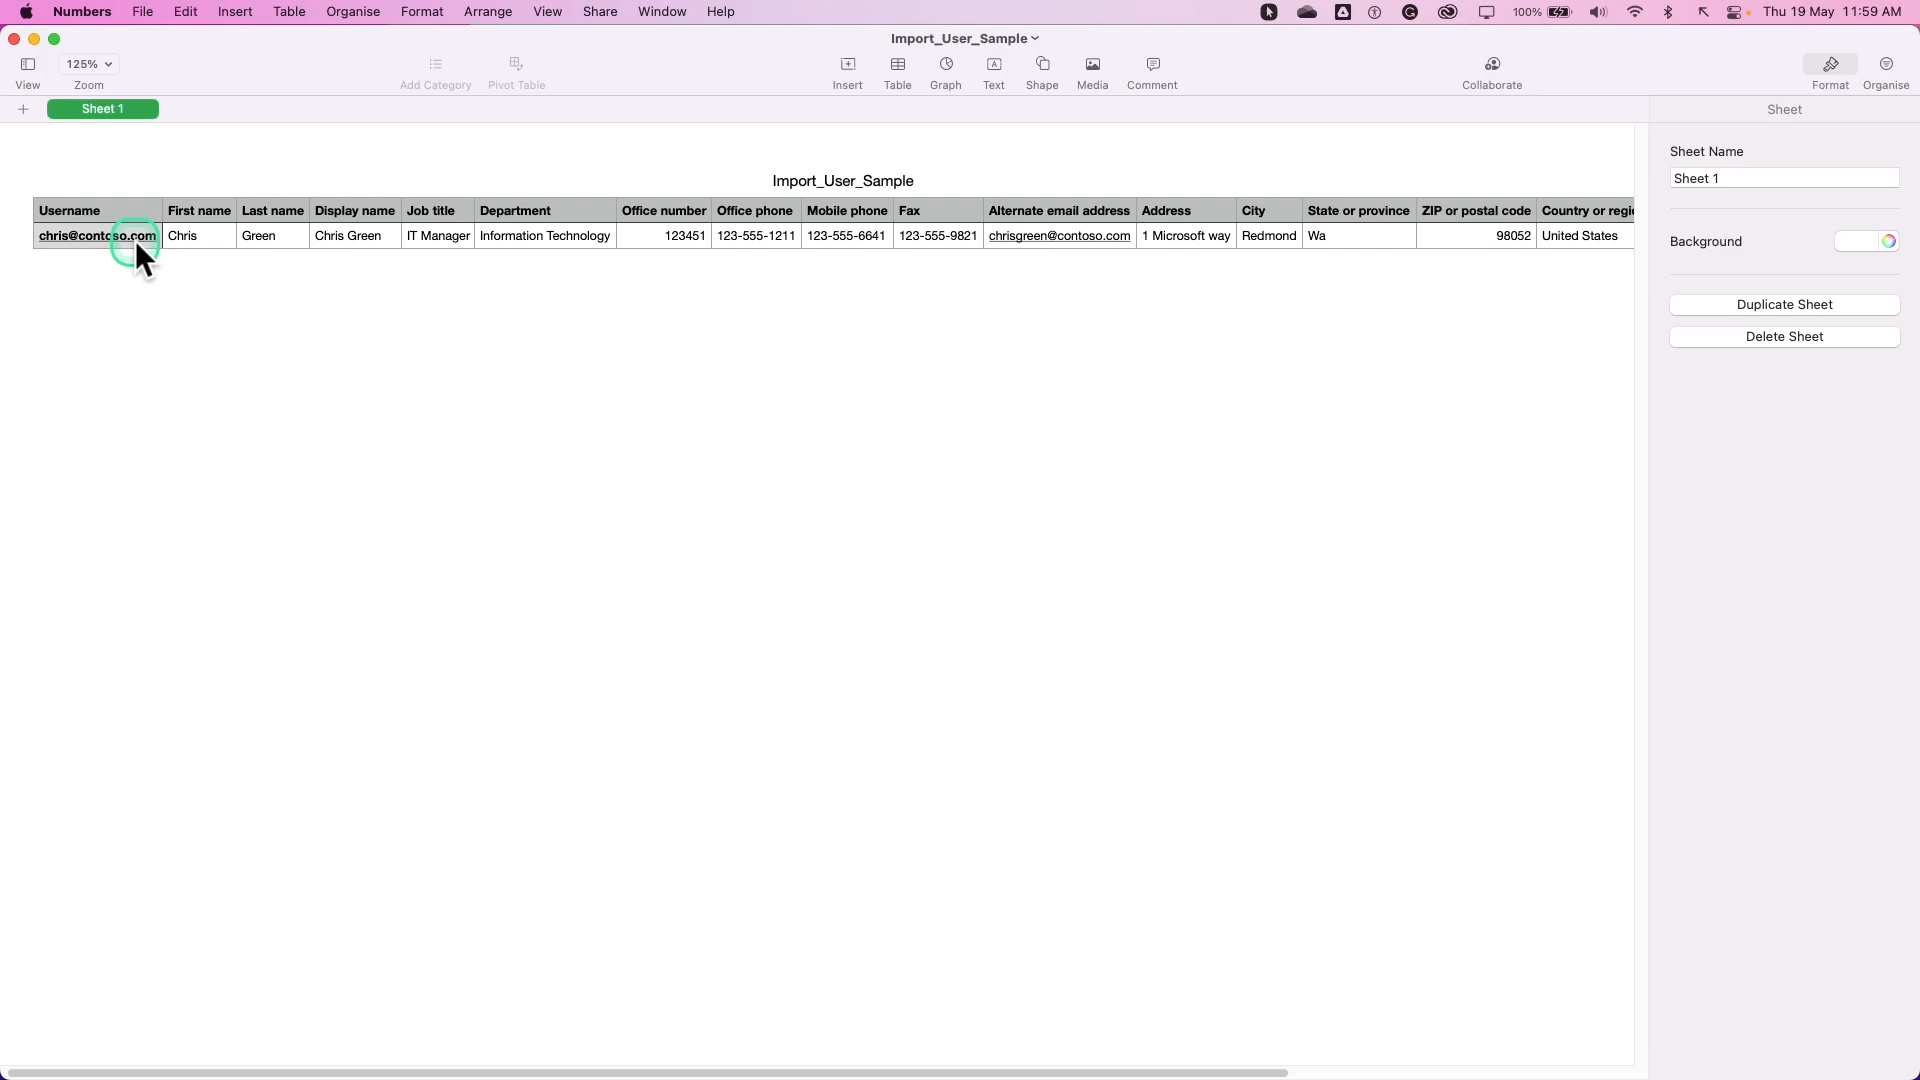 Numbers File Edit Insert Table Organise Format Arrange View Share Window Help 100% Thu 19 May 11:59 AM
Import_User_Sample
125%
View Zoom Add Category Pivot Table Insert Table Graph Text Shape Media Comment Collaborate Format Organise
Sheet 1 Sheet
Sheet Name
Sheet 1
Background
Duplicate Sheet
Delete Sheet
Import_User_Sample
Username First name Last name Display name Job title Department Office number Office phone Mobile phone Fax Alternate email address Address City State or province ZIP or postal code Country or regi
chris@contoso.com Chris Green Chris Green IT Manager Information Technology 123451 123-555-1211 123-555-6641 123-555-9821 chrisgreen@contoso.com 1 Microsoft way Redmond Wa 98052 United States